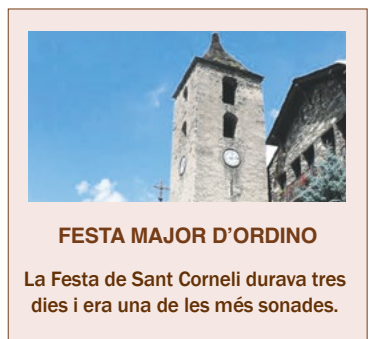 FESTA MAJOR D’ORDINO
La Festa de Sant Corneli durava tres
dies i era una de les més sonades.